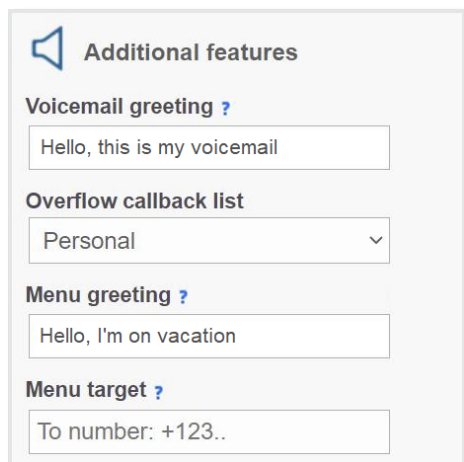 Additional features
Voicemail greeting ?
Hello, this is my voicemail
Overflow callback list
Personal
Menu greeting ?
Hello, I'm on vacation
Menu target ?
To number: +123..